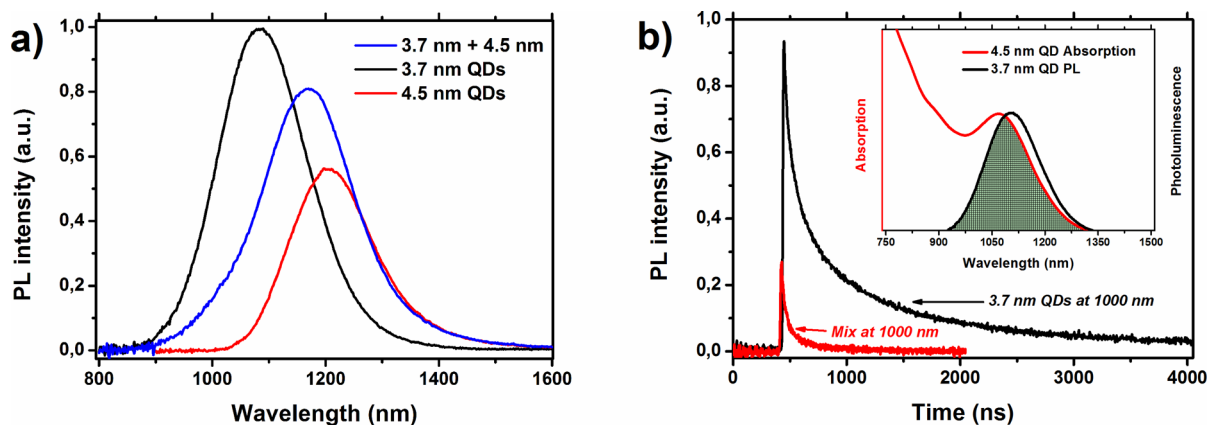 a)
1,0
0,8
0,6
0,4
0,2
0,0
PL intensity (a.u.)
3.7 nm + 4.5 nm
3.7 nm QDs
4.5 nm QDs
800 1000 1200 1400 1600
Wavelength (nm)
b)
1,0
0,8
0,6
0,4
0,2
0,0
PL intensity (a.u.)
4.5 nm QD Absorption
3.7 nm QD PL
Absorption
Photoluminescence
750 900 1050 1200 1350 1500
Wavelength (nm)
3.7 nm QDs at 1000 nm
Mix at 1000 nm
0 1000 2000 3000 4000
Time (ns)